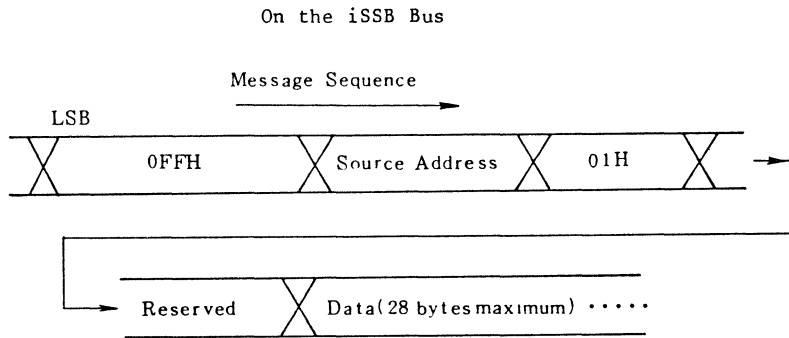 On the iSSB Bus
Message Sequence
LSB
0FFH Source Address 01H
Reserved Data(28 bytes maximum) ·····